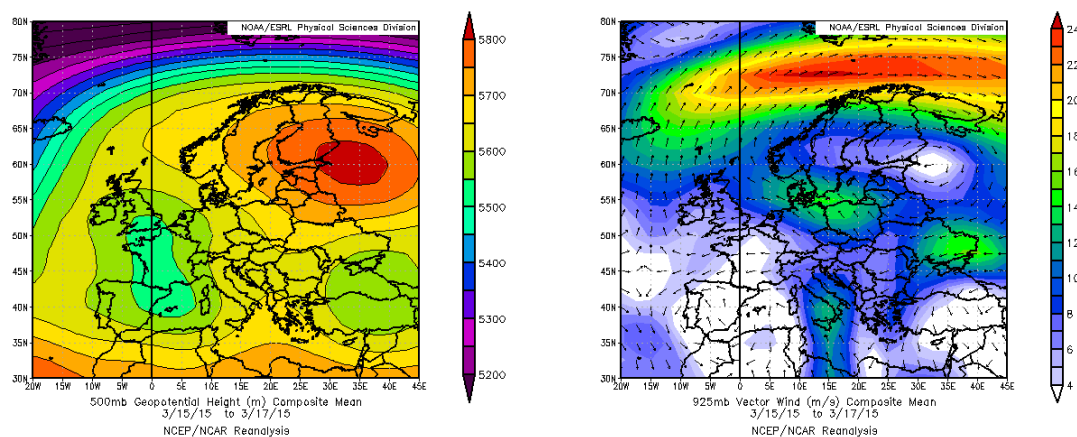 NOAA/ESRL Physical Sciences Division
80N
75N
70N
65N
60N
55N
50N
45N
40N
35N
30N
20W 15W 10W 5W 0 5E 10E 15E 20E 25E 30E 35E 40E 45E
5800
5700
5600
5500
5400
5300
5200
500mb Geopotential Height (m) Composite Mean
3/15/15 to 3/17/15
NCEP/NCAR Reanalysis
NOAA/ESRL Physical Sciences Division
80N
75N
70N
65N
60N
55N
50N
45N
40N
35N
30N
20W 15W 10W 5W 0 5E 10E 15E 20E 25E 30E 35E 40E 45E
24
22
20
18
16
14
12
10
8
6
4
925mb Vector Wind (m/s) Composite Mean
3/15/15 to 3/17/15
NCEP/NCAR Reanalysis